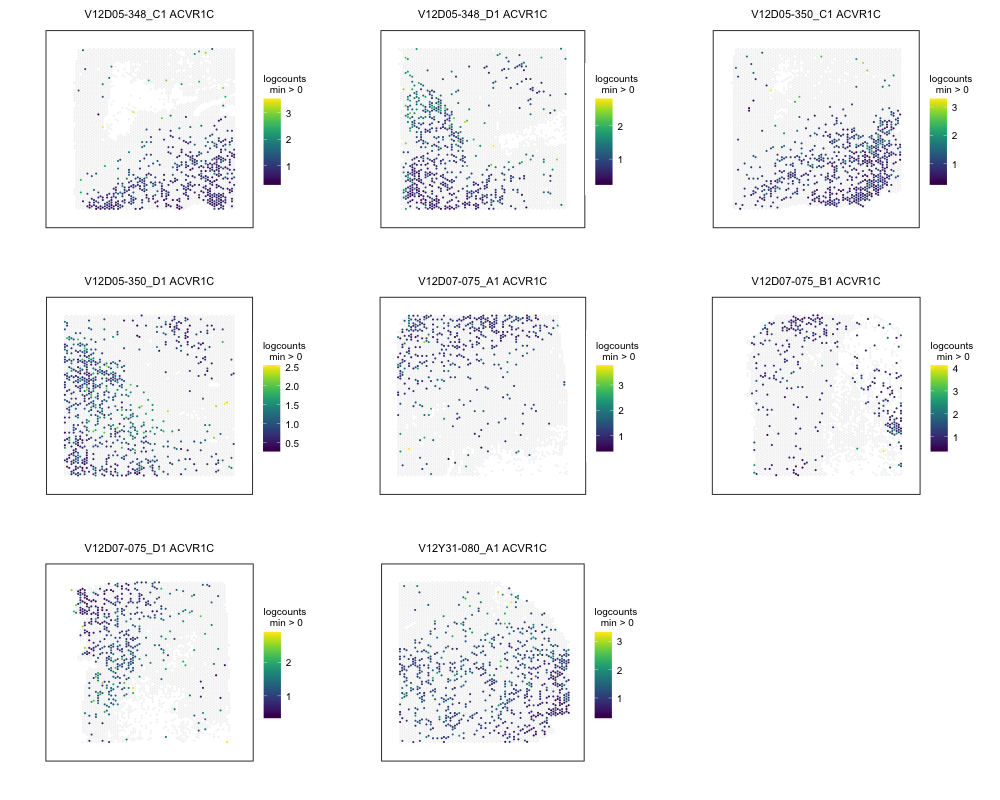 V12D05-348_C1 ACVR1C
logcounts
min > 0
3
2
1
V12D05-348_D1 ACVR1C
logcounts
min > 0
2
1
V12D05-350_C1 ACVR1C
logcounts
min > 0
3
2
1
V12D05-350_D1 ACVR1C
logcounts
min > 0
2.5
2.0
1.5
1.0
0.5
V12D07-075_A1 ACVR1C
logcounts
min > 0
3
2
1
V12D07-075_B1 ACVR1C
logcounts
min > 0
4
3
2
1
V12D07-075_D1 ACVR1C
logcounts
min > 0
2
1
V12Y31-080_A1 ACVR1C
logcounts
min > 0
3
2
1